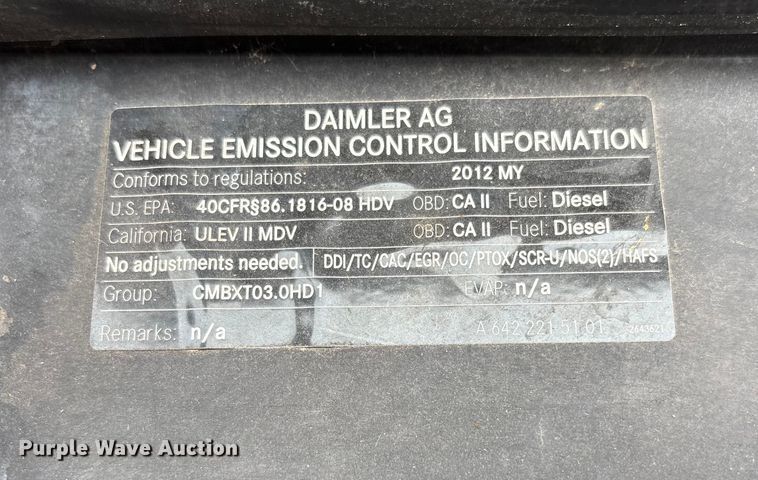 DAIMLER AG
VEHICLE EMISSION CONTROL INFORMATION
Conforms to regulations: 2012 MY
U.S. EPA: 40CFR§86.1816-08 HDV OBD: CA II Fuel: Diesel
California: ULEV II MDV OBD: CA II Fuel: Diesel
No adjustments needed. DDI/TC/CAC/EGR/OC/PTOX/SCR-U/NOS(2)/HAFS
Group: CMBXT03.0HD1 EVAP: n/a
Remarks: n/a A 642 221 51 01 2643621
Purple Wave Auction